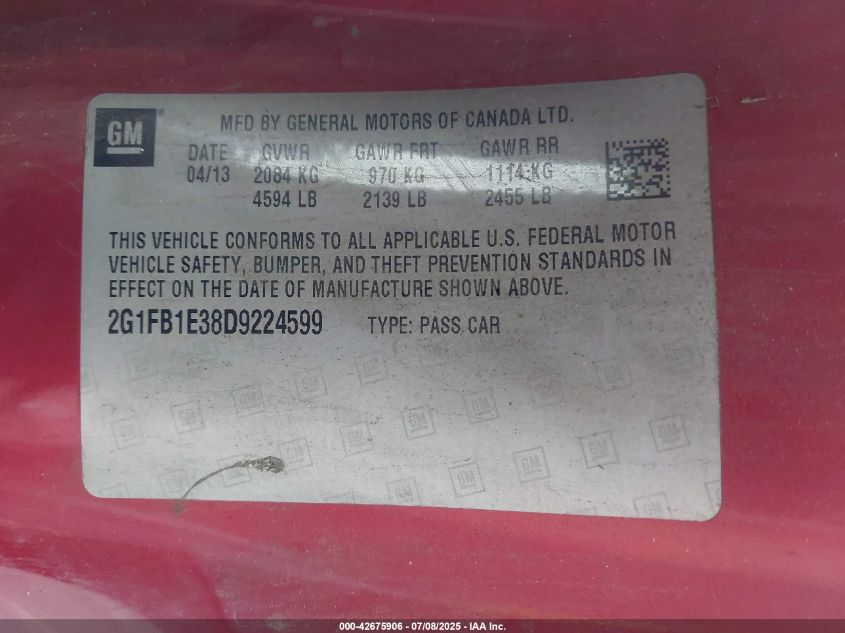 GM
MFD BY GENERAL MOTORS OF CANADA LTD.
DATE GVWR GAWR FRT GAWR RR
04/13 2084 KG 970 KG 1114 KG
4594 LB 2139 LB 2455 LB
THIS VEHICLE CONFORMS TO ALL APPLICABLE U.S. FEDERAL MOTOR
VEHICLE SAFETY, BUMPER, AND THEFT PREVENTION STANDARDS IN
EFFECT ON THE DATE OF MANUFACTURE SHOWN ABOVE.
2G1FB1E38D9224599 TYPE: PASS CAR
000-42675906 - 07/08/2025 - IAA Inc.